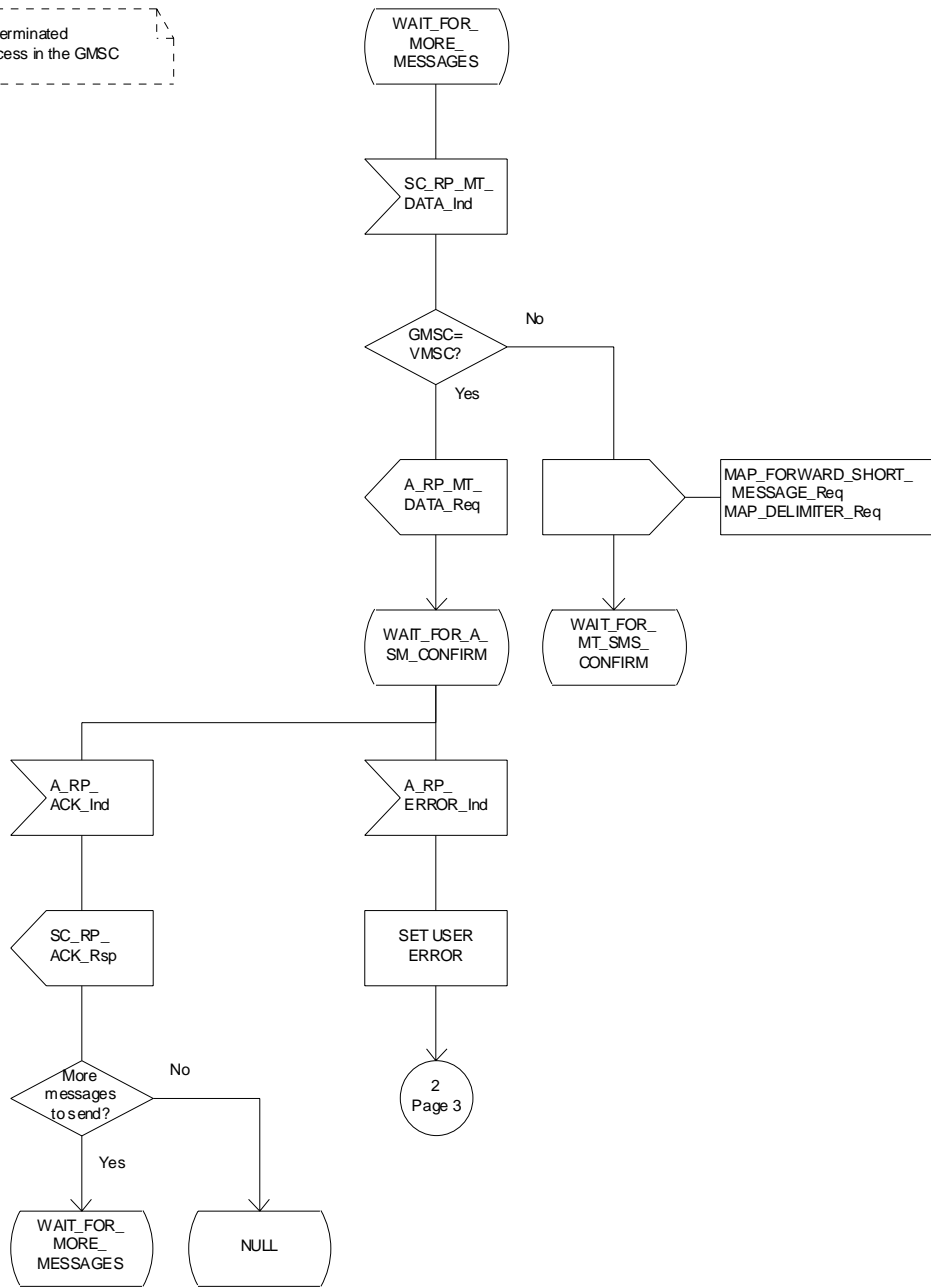 erminated
cess in the GMSC
WAIT_FOR_
MORE_
MESSAGES
SC_RP_MT_
DATA_Ind
GMSC=
VMSC?
No
Yes
A_RP_MT_
DATA_Req
MAP_FORWARD_SHORT_
MESSAGE_Req
MAP_DELIMITER_Req
WAIT_FOR_A_
SM_CONFIRM
WAIT_FOR_
MT_SMS_
CONFIRM
A_RP_
ACK_Ind
A_RP_
ERROR_Ind
SC_RP_
ACK_Rsp
SET USER
ERROR
More
messages
to send?
No
Yes
2
Page 3
WAIT_FOR_
MORE_
MESSAGES
NULL